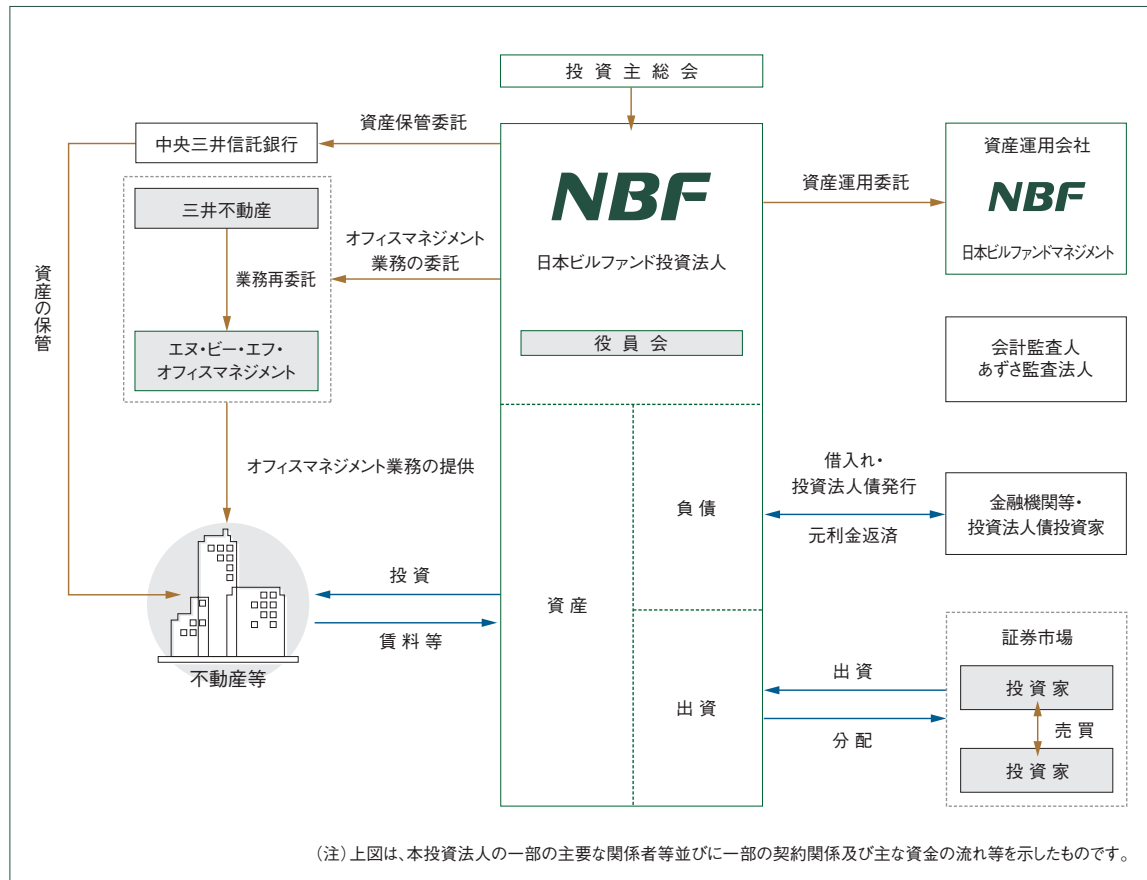 投資主総会
資産保管委託
中央三井信託銀行
NBF
日本ビルファンド投資法人
役員会
資産運用委託
資産運用会社
NBF
日本ビルファンドマネジメント
三井不動産
業務再委託
エヌ・ビー・エフ・
オフィスマネジメント
オフィスマネジメント
業務の委託
資産の保管
会計監査人
あずさ監査法人
オフィスマネジメント業務の提供
借入れ・
投資法人債発行
元利金返済
金融機関等・
投資法人債投資家
負債
投資
賃料等
不動産等
資産
出資
出資
分配
証券市場
投資家
売買
投資家
(注)上図は、本投資法人の一部の主要な関係者等並びに一部の契約関係及び主な資金の流れ等を示したものです。